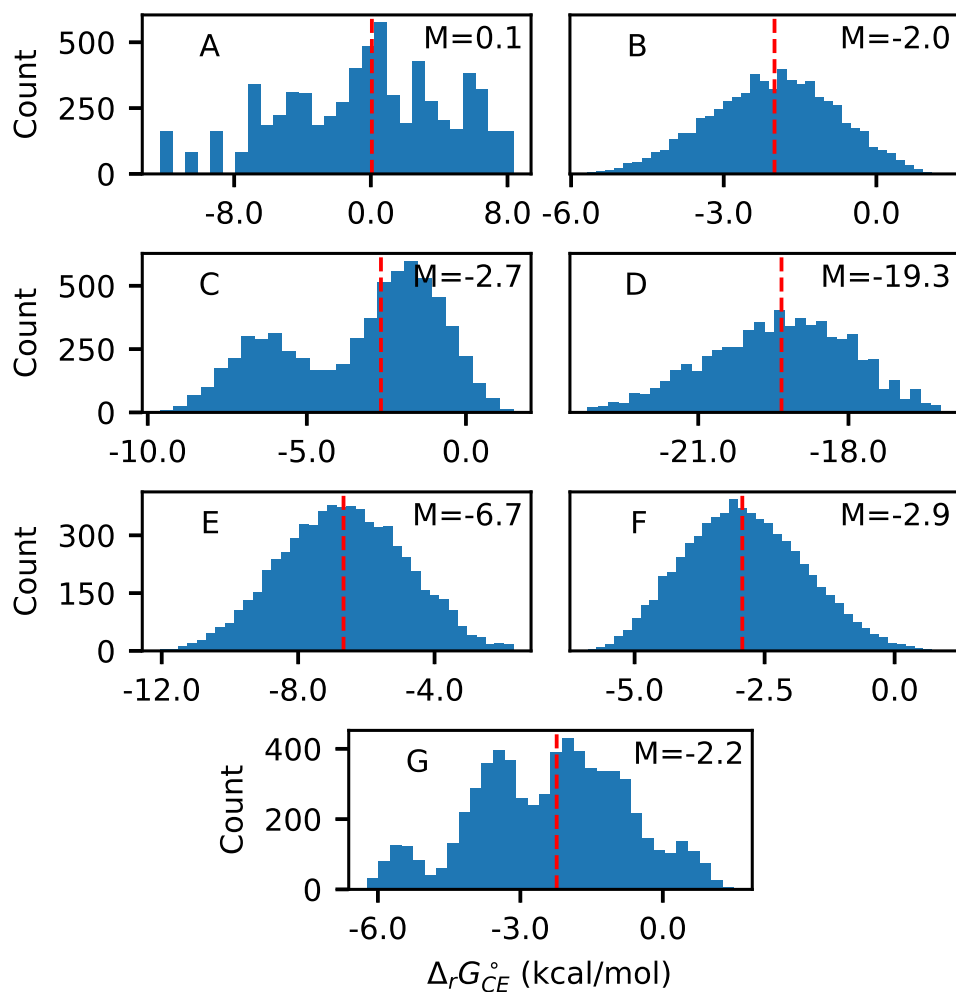 A
M=0.1
B
M=-2.0
500
250
0
Count
-8.0
0.0
8.0
-6.0
-3.0
0.0
C
M=-2.7
D
M=-19.3
500
250
0
Count
-10.0
-5.0
0.0
-21.0
-18.0
E
M=-6.7
F
M=-2.9
300
150
0
Count
-12.0
-8.0
-4.0
-5.0
-2.5
0.0
G
M=-2.2
400
200
0
Count
-6.0
-3.0
0.0
Δ_rG°_CE (kcal/mol)